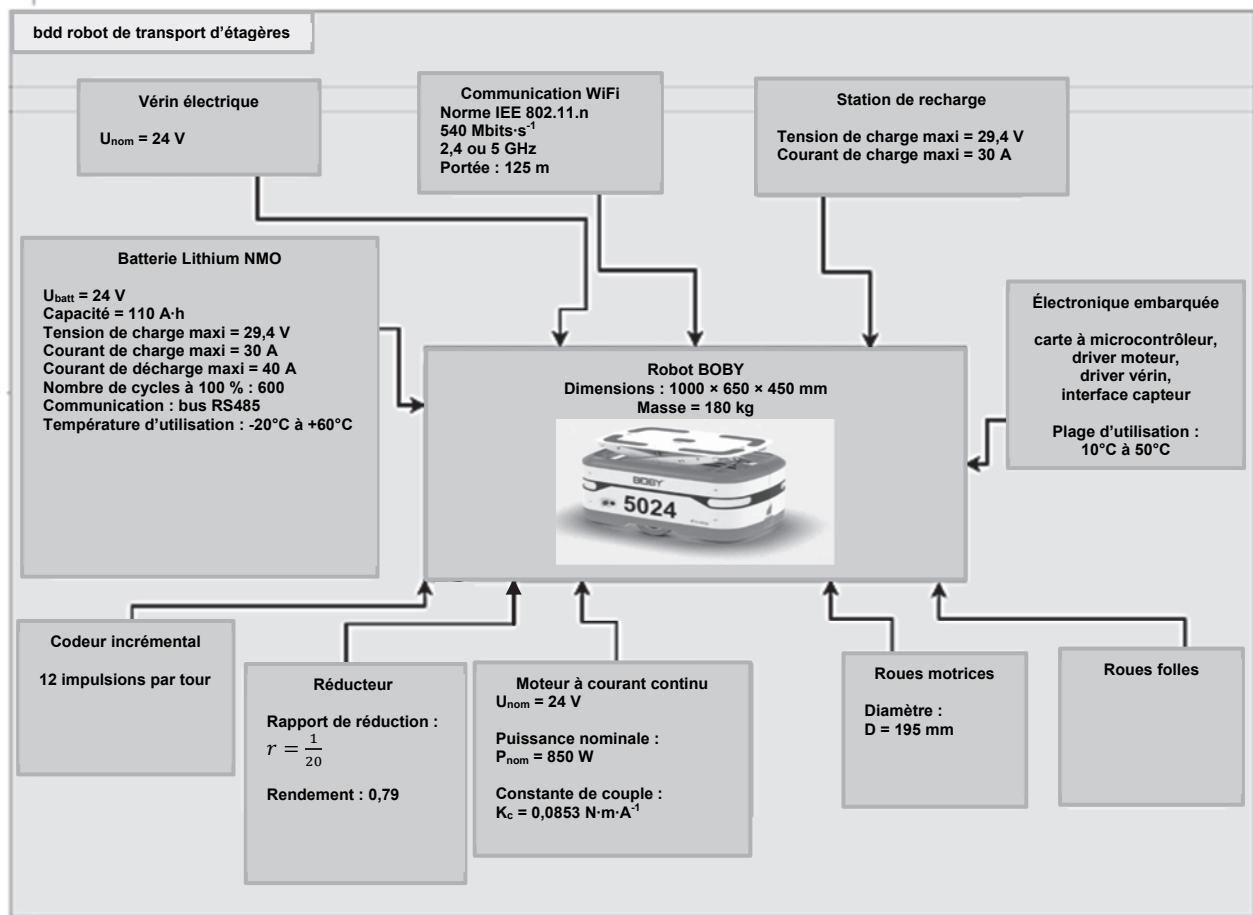 bdd robot de transport d'étagères
Vérin électrique
Unom = 24 V
Communication WiFi
Norme IEE 802.11.n
540 Mbits·s-1
2,4 ou 5 GHz
Portée : 125 m
Station de recharge
Tension de charge maxi = 29,4 V
Courant de charge maxi = 30 A
Batterie Lithium NMO
Ubatt = 24 V
Capacité = 110 A·h
Tension de charge maxi = 29,4 V
Courant de charge maxi = 30 A
Courant de décharge maxi = 40 A
Nombre de cycles à 100 % : 600
Communication : bus RS485
Température d'utilisation : -20°C à +60°C
Robot BOBY
Dimensions : 1000 × 650 × 450 mm
Masse = 180 kg
BOBY
5024
Électronique embarquée
carte à microcontrôleur,
driver moteur,
driver vérin,
interface capteur
Plage d'utilisation :
10°C à 50°C
Codeur incrémental
12 impulsions par tour
Réducteur
Rapport de réduction :
r = 1/20
Rendement : 0,79
Moteur à courant continu
Unom = 24 V
Puissance nominale :
Pnom = 850 W
Constante de couple :
Kc = 0,0853 N·m·A-1
Roues motrices
Diamètre :
D = 195 mm
Roues folles